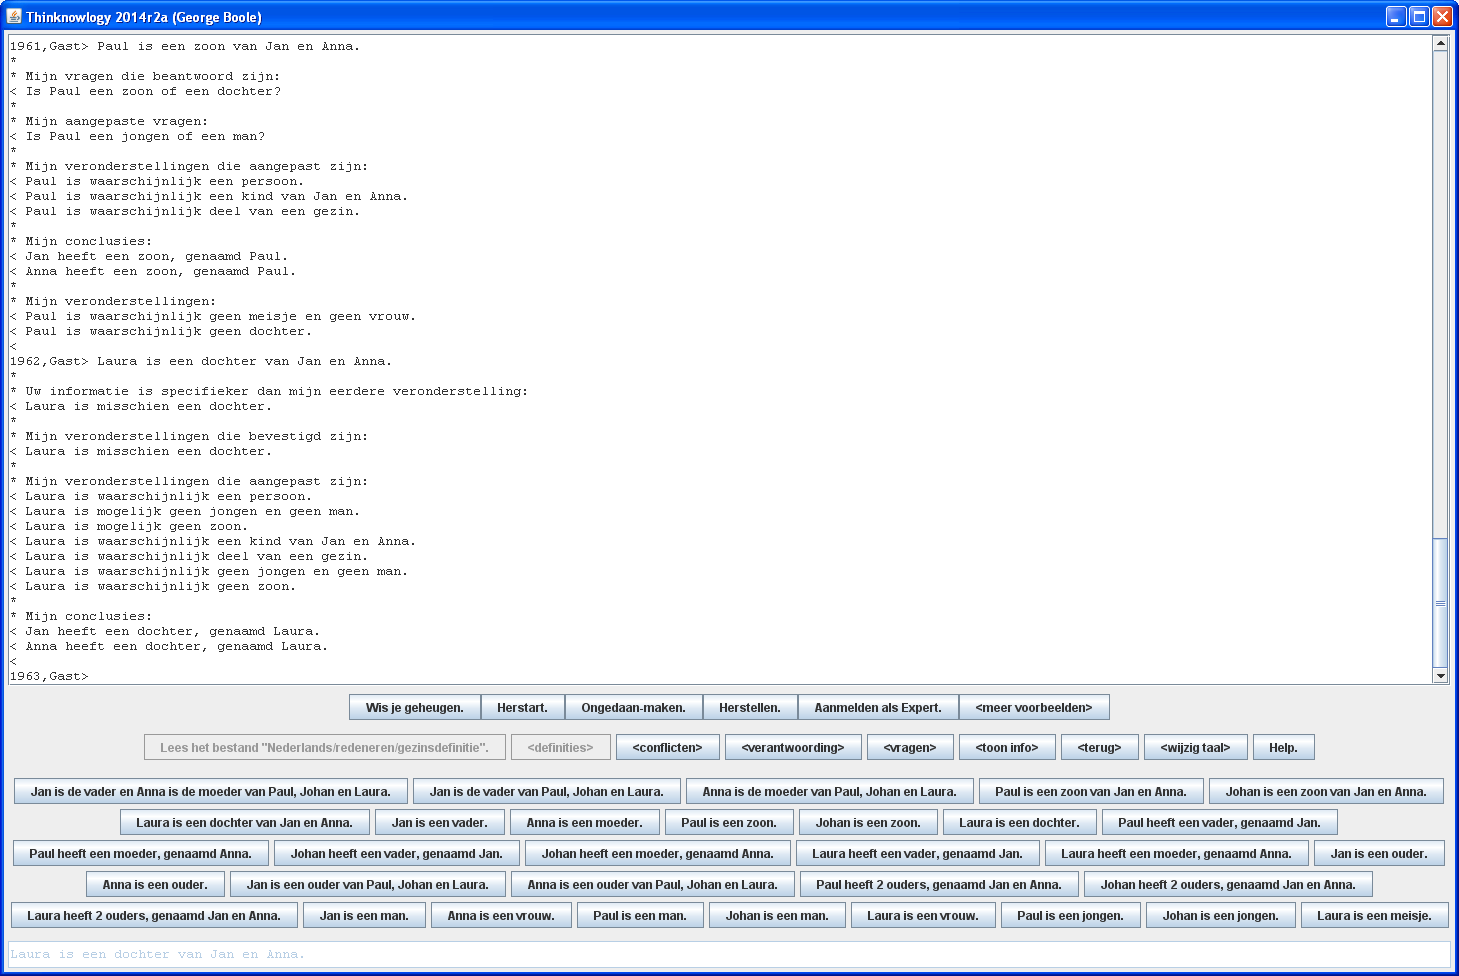 Thinknowlogy 2014r2a (George Boole)
1961,Gast> Paul is een zoon van Jan en Anna.
*
* Mijn vragen die beantwoord zijn:
< Is Paul een zoon of een dochter?
*
* Mijn aangepaste vragen:
< Is Paul een jongen of een man?
*
* Mijn veronderstellingen die aangepast zijn:
< Paul is waarschijnlijk een persoon.
< Paul is waarschijnlijk een kind van Jan en Anna.
< Paul is waarschijnlijk deel van een gezin.
*
* Mijn conclusies:
< Jan heeft een zoon, genaamd Paul.
< Anna heeft een zoon, genaamd Paul.
*
* Mijn veronderstellingen:
< Paul is waarschijnlijk geen meisje en geen vrouw.
< Paul is waarschijnlijk geen dochter.
<
1962,Gast> Laura is een dochter van Jan en Anna.
*
* Uw informatie is specifieker dan mijn eerdere veronderstelling:
< Laura is misschien een dochter.
*
* Mijn veronderstellingen die bevestigd zijn:
< Laura is misschien een dochter.
*
* Mijn veronderstellingen die aangepast zijn:
< Laura is waarschijnlijk een persoon.
< Laura is mogelijk geen jongen en geen man.
< Laura is mogelijk geen zoon.
< Laura is waarschijnlijk een kind van Jan en Anna.
< Laura is waarschijnlijk deel van een gezin.
< Laura is waarschijnlijk geen jongen en geen man.
< Laura is waarschijnlijk geen zoon.
*
* Mijn conclusies:
< Jan heeft een dochter, genaamd Laura.
< Anna heeft een dochter, genaamd Laura.
<
1963,Gast>
Wis je geheugen. Herstart. Ongedaan-maken. Herstellen. Aanmelden als Expert. <meer voorbeelden>
Lees het bestand "Nederlands/redeneren/gezinsdefinitie". <definities> <conflicten> <verantwoording> <vragen> <toon info> <terug> <wijzig taal> Help.
Jan is de vader en Anna is de moeder van Paul, Johan en Laura. Jan is de vader van Paul, Johan en Laura. Anna is de moeder van Paul, Johan en Laura. Paul is een zoon van Jan en Anna. Johan is een zoon van Jan en Anna.
Laura is een dochter van Jan en Anna. Jan is een vader. Anna is een moeder. Paul is een zoon. Johan is een zoon. Laura is een dochter. Paul heeft een vader, genaamd Jan.
Paul heeft een moeder, genaamd Anna. Johan heeft een vader, genaamd Jan. Johan heeft een moeder, genaamd Anna. Laura heeft een vader, genaamd Jan. Laura heeft een moeder, genaamd Anna. Jan is een ouder.
Anna is een ouder. Jan is een ouder van Paul, Johan en Laura. Anna is een ouder van Paul, Johan en Laura. Paul heeft 2 ouders, genaamd Jan en Anna. Johan heeft 2 ouders, genaamd Jan en Anna.
Laura heeft 2 ouders, genaamd Jan en Anna. Jan is een man. Anna is een vrouw. Paul is een man. Johan is een man. Laura is een vrouw. Paul is een jongen. Johan is een jongen. Laura is een meisje.
Laura is een dochter van Jan en Anna.